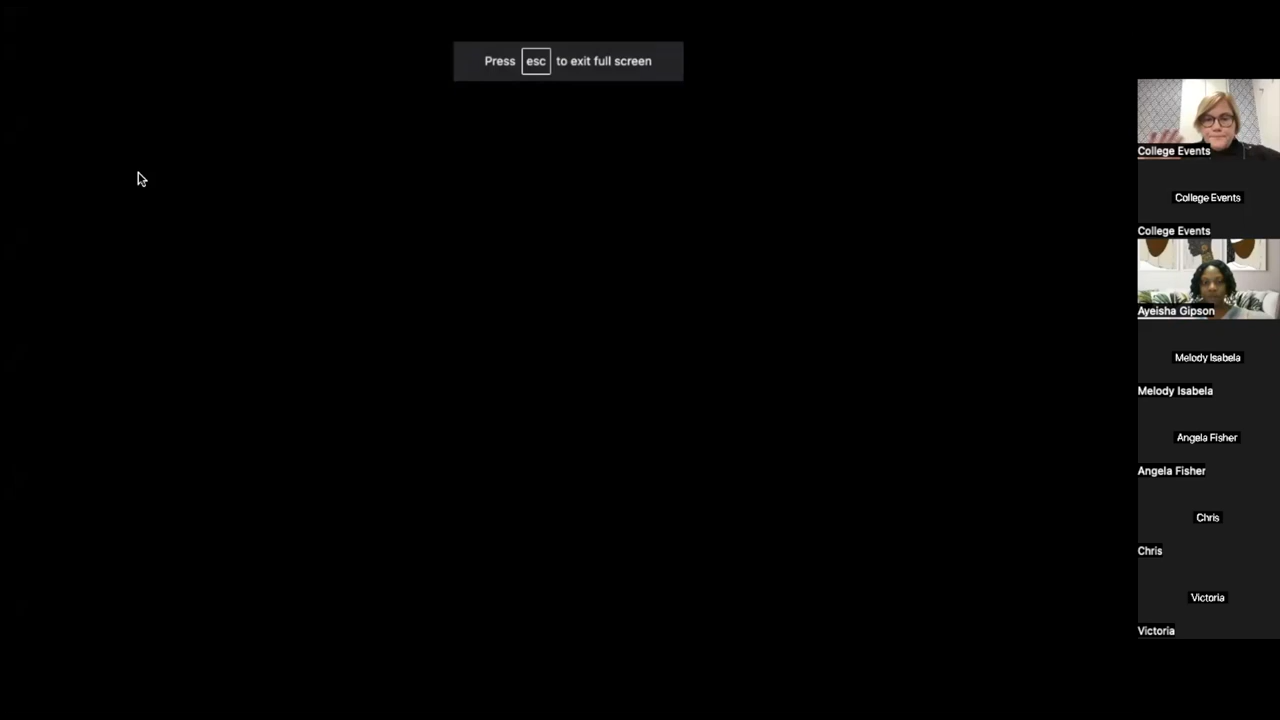 Press esc to exit full screen
College Events
College Events
College Events
Ayeisha Gipson
Melody Isabela
Melody Isabela
Angela Fisher
Angela Fisher
Chris
Chris
Victoria
Victoria